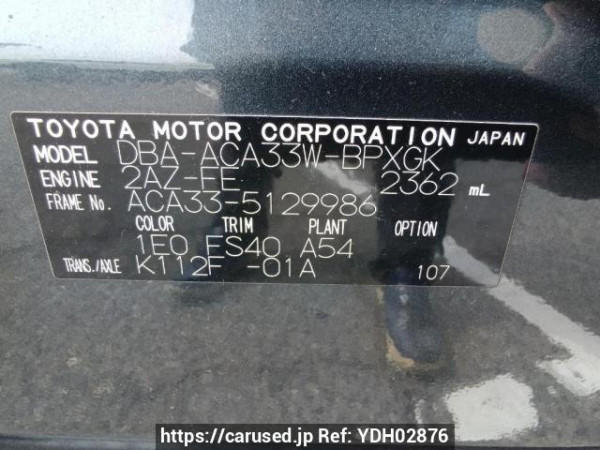 TOYOTA MOTOR CORPORATION JAPAN
MODEL DBA-ACA33W-BPXGK
ENGINE 2AZ-FE 2362 mL
FRAME No. ACA33-5129986
COLOR TRIM PLANT OPTION
1E0 FS40 A54
TRANS./AXLE K112F -01A 107
https://carused.jp Ref: YDH02876